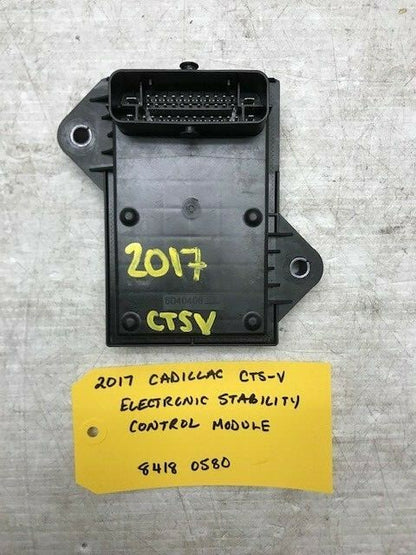 2017
CTSV
2017 CADILLAC CTS-V
ELECTRONIC STABILITY
CONTROL MODULE
8418 0580